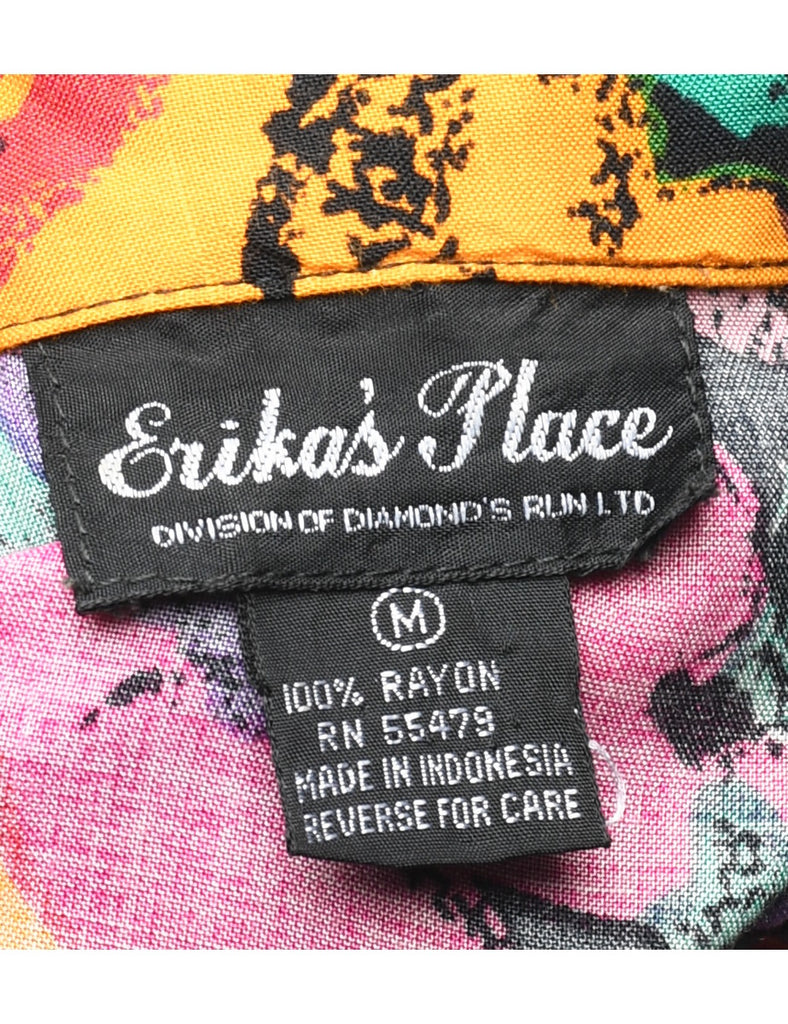 Erika's Place
DIVISION OF DIAMOND'S RUN LTD
M
100% RAYON
RN 55479
MADE IN INDONESIA
REVERSE FOR CARE